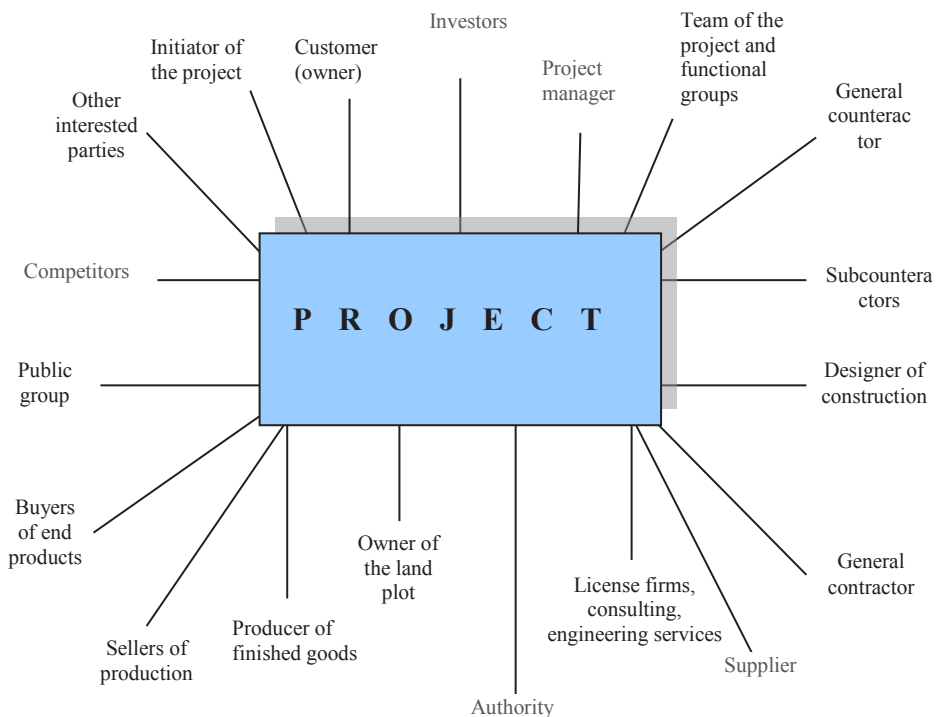 Investors
Team of the
project and
functional
groups
Initiator of
the project
Customer
(owner)
Project
manager
General
counterac
tor
Other
interested
parties
Competitors
Subcountera
ctors
P R O J E C T
Public
group
Designer of
construction
Buyers
of end
products
Owner of
the land
plot
General
contractor
License firms,
consulting,
engineering services
Producer of
finished goods
Sellers of
production
Supplier
Authority